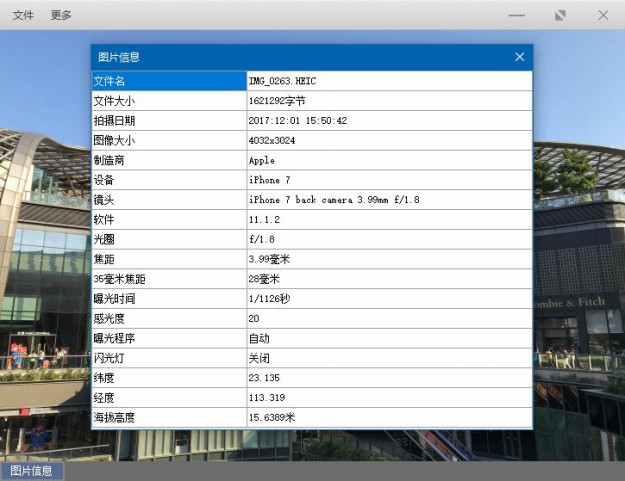 文件 更多
图片信息
文件名 IMG_0263.HEIC
文件大小 1621292字节
拍摄日期 2017:12:01 15:50:42
图像大小 4032x3024
制造商 Apple
设备 iPhone 7
镜头 iPhone 7 back camera 3.99mm f/1.8
软件 11.1.2
光圈 f/1.8
焦距 3.99毫米
35毫米焦距 28毫米
曝光时间 1/1126秒
感光度 20
曝光程序 自动
闪光灯 关闭
纬度 23.135
经度 113.319
海拔高度 15.6389米
ombie & Fitch
图片信息